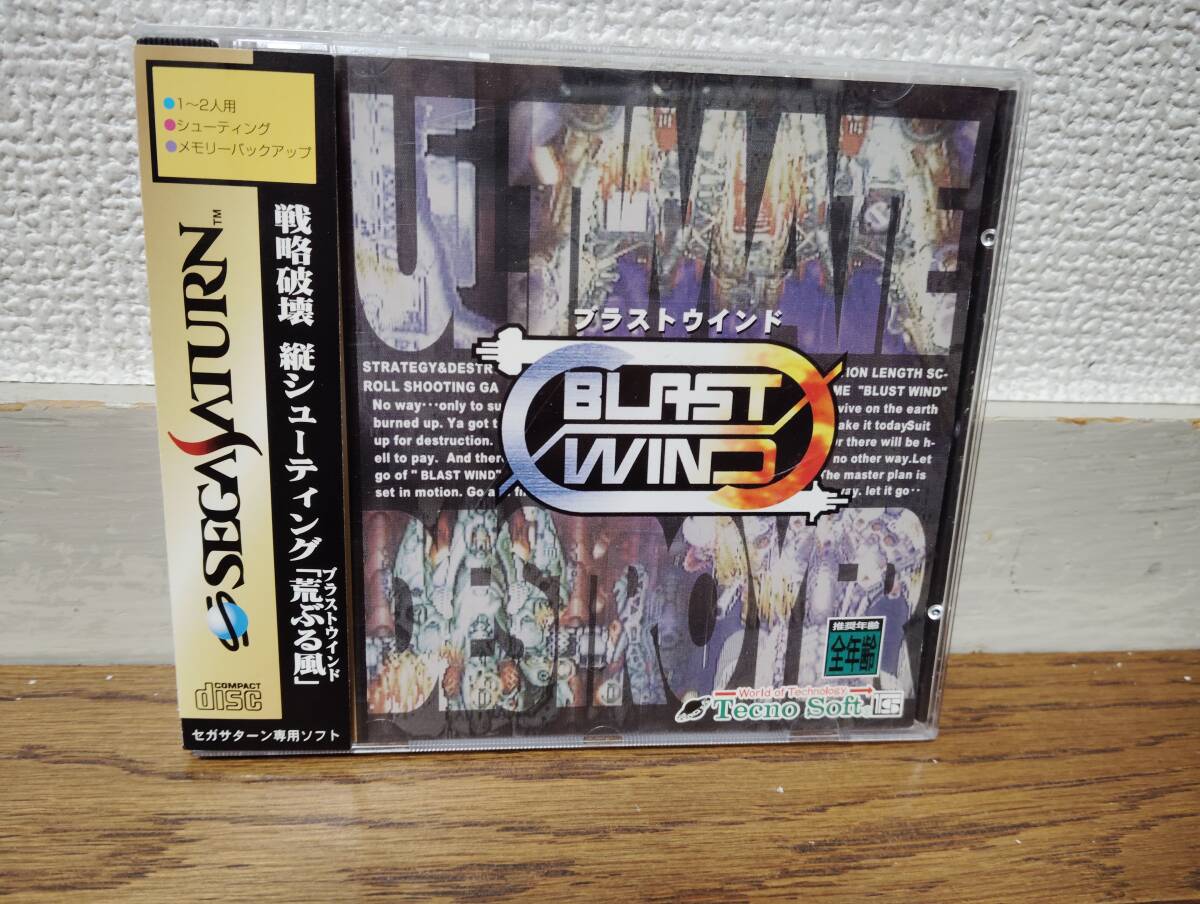 1〜2人用
シューティング
メモリーバックアップ
SEGA SATURN™
COMPACT
disc
戦略破壊 縦シューティング「荒ぶる風」
ブラストウインド
セガサターン専用ソフト
ULTIMATE
ブラストウインド
BLAST
WIND
STRATEGY&DESTR
ROLL SHOOTING GA
No way···only to su
burned up. Ya got t
up for destruction.
ell to pay. And ther
go of "BLAST WIND"
set in motion. Go a
ION LENGTH SC-
ME "BLUST WIND"
vive on the earth
ake it todaySuit
r there will be h-
no other way.Let
The master plan is
ay. let it go··
DESTROYER
推奨年齢
全年齢
World of Technology
Tecno Soft